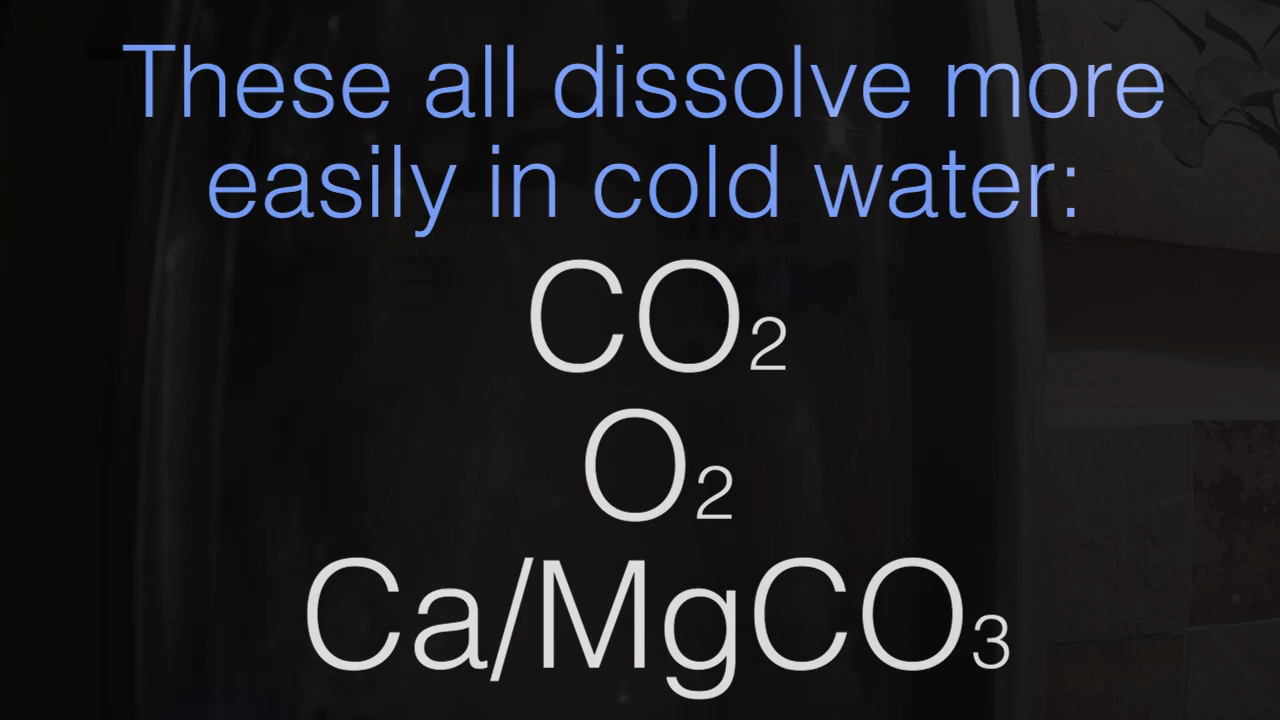 These all dissolve more
easily in cold water:
CO₂
O₂
Ca/MgCO₃